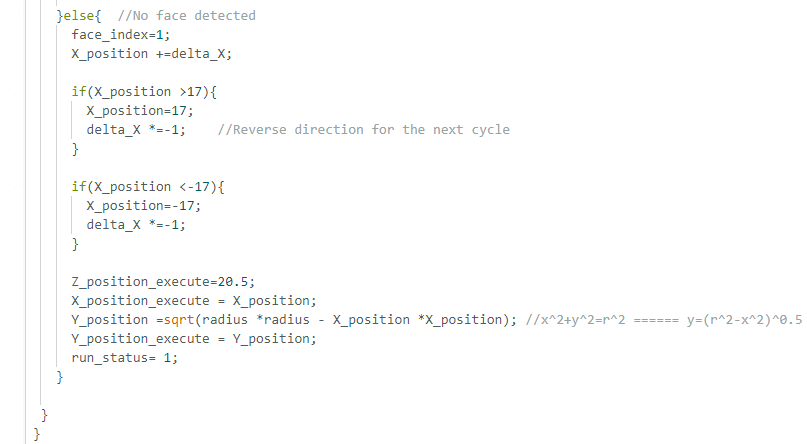 }else{  //No face detected
face_index=1;
X_position +=delta_X;
if(X_position >17){
X_position=17;
delta_X *=-1;    //Reverse direction for the next cycle
}
if(X_position <-17){
X_position=-17;
delta_X *=-1;
}
Z_position_execute=20.5;
X_position_execute = X_position;
Y_position =sqrt(radius *radius - X_position *X_position); //x^2+y^2=r^2 ====== y=(r^2-x^2)^0.5
Y_position_execute = Y_position;
run_status= 1;
}
}
}